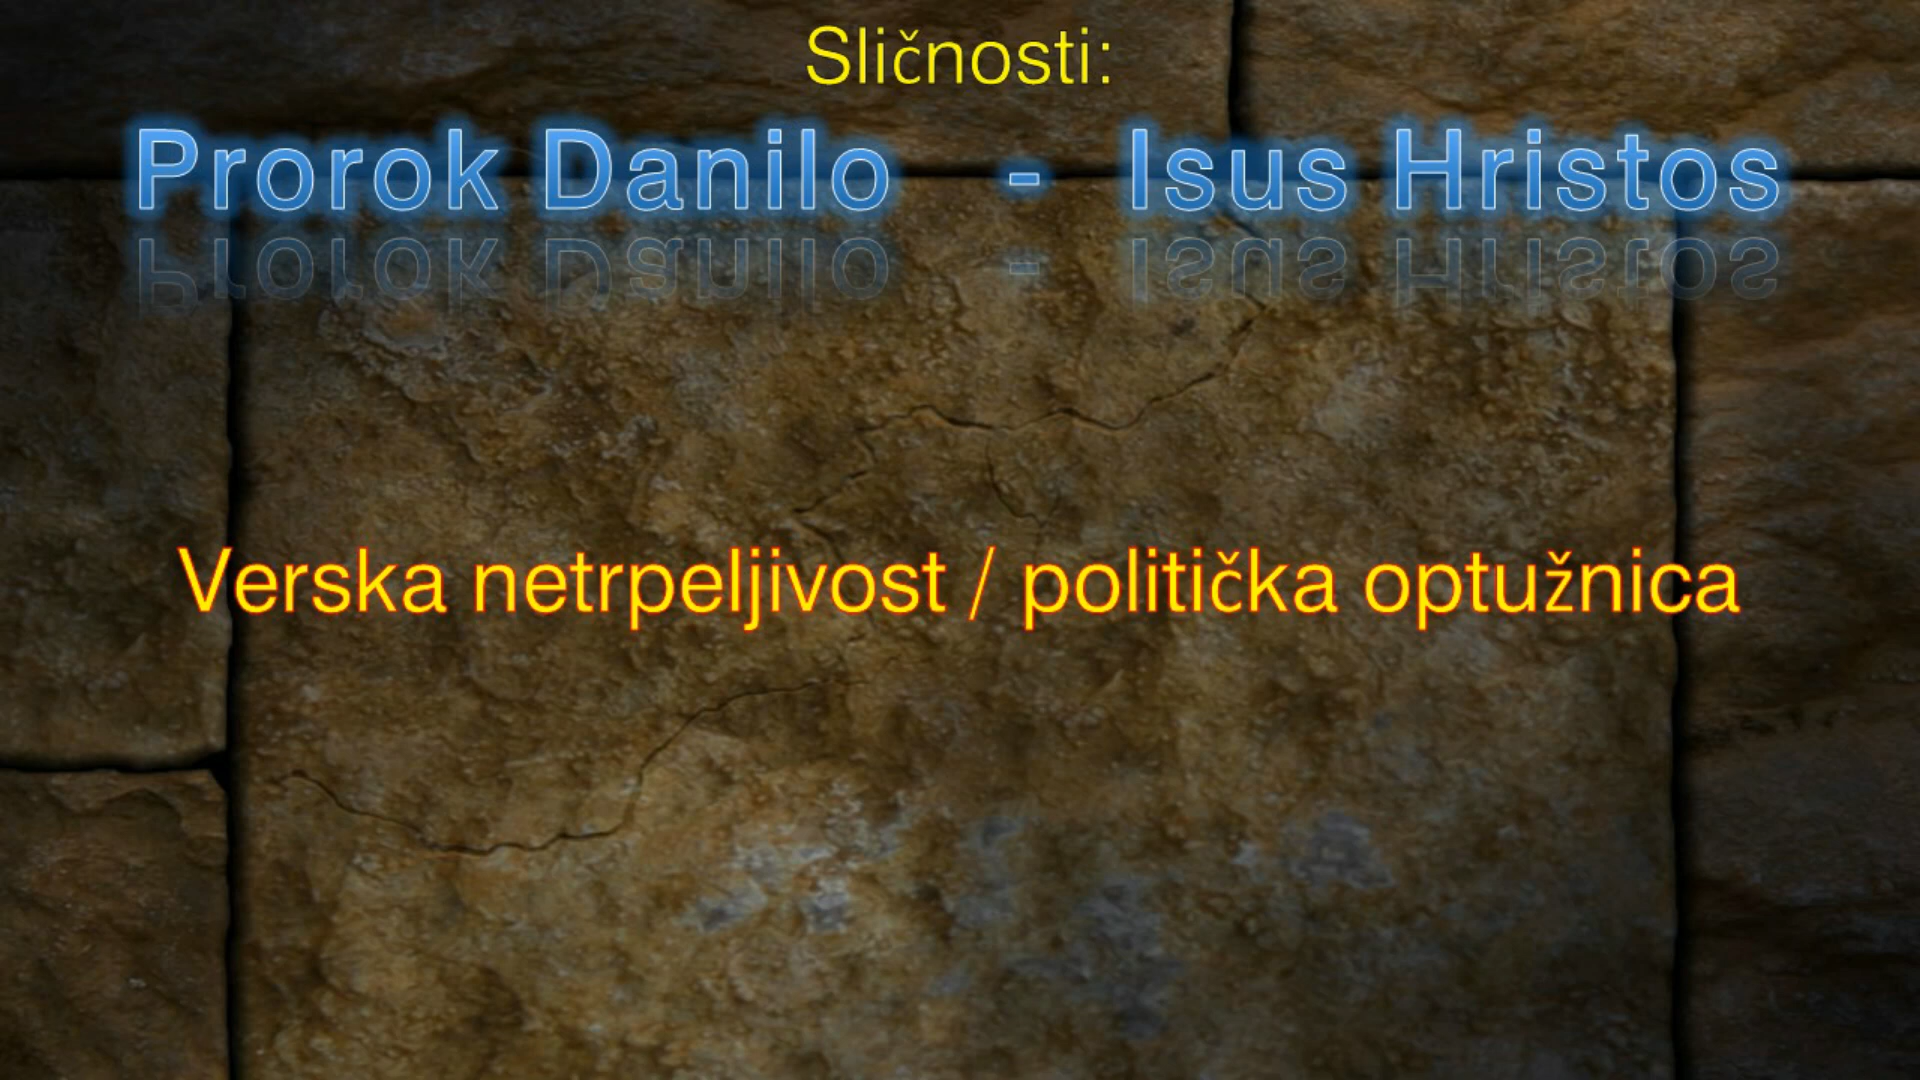 Sličnosti:
Prorok Danilo - Isus Hristos
Verska netrpeljivost / politička optužnica